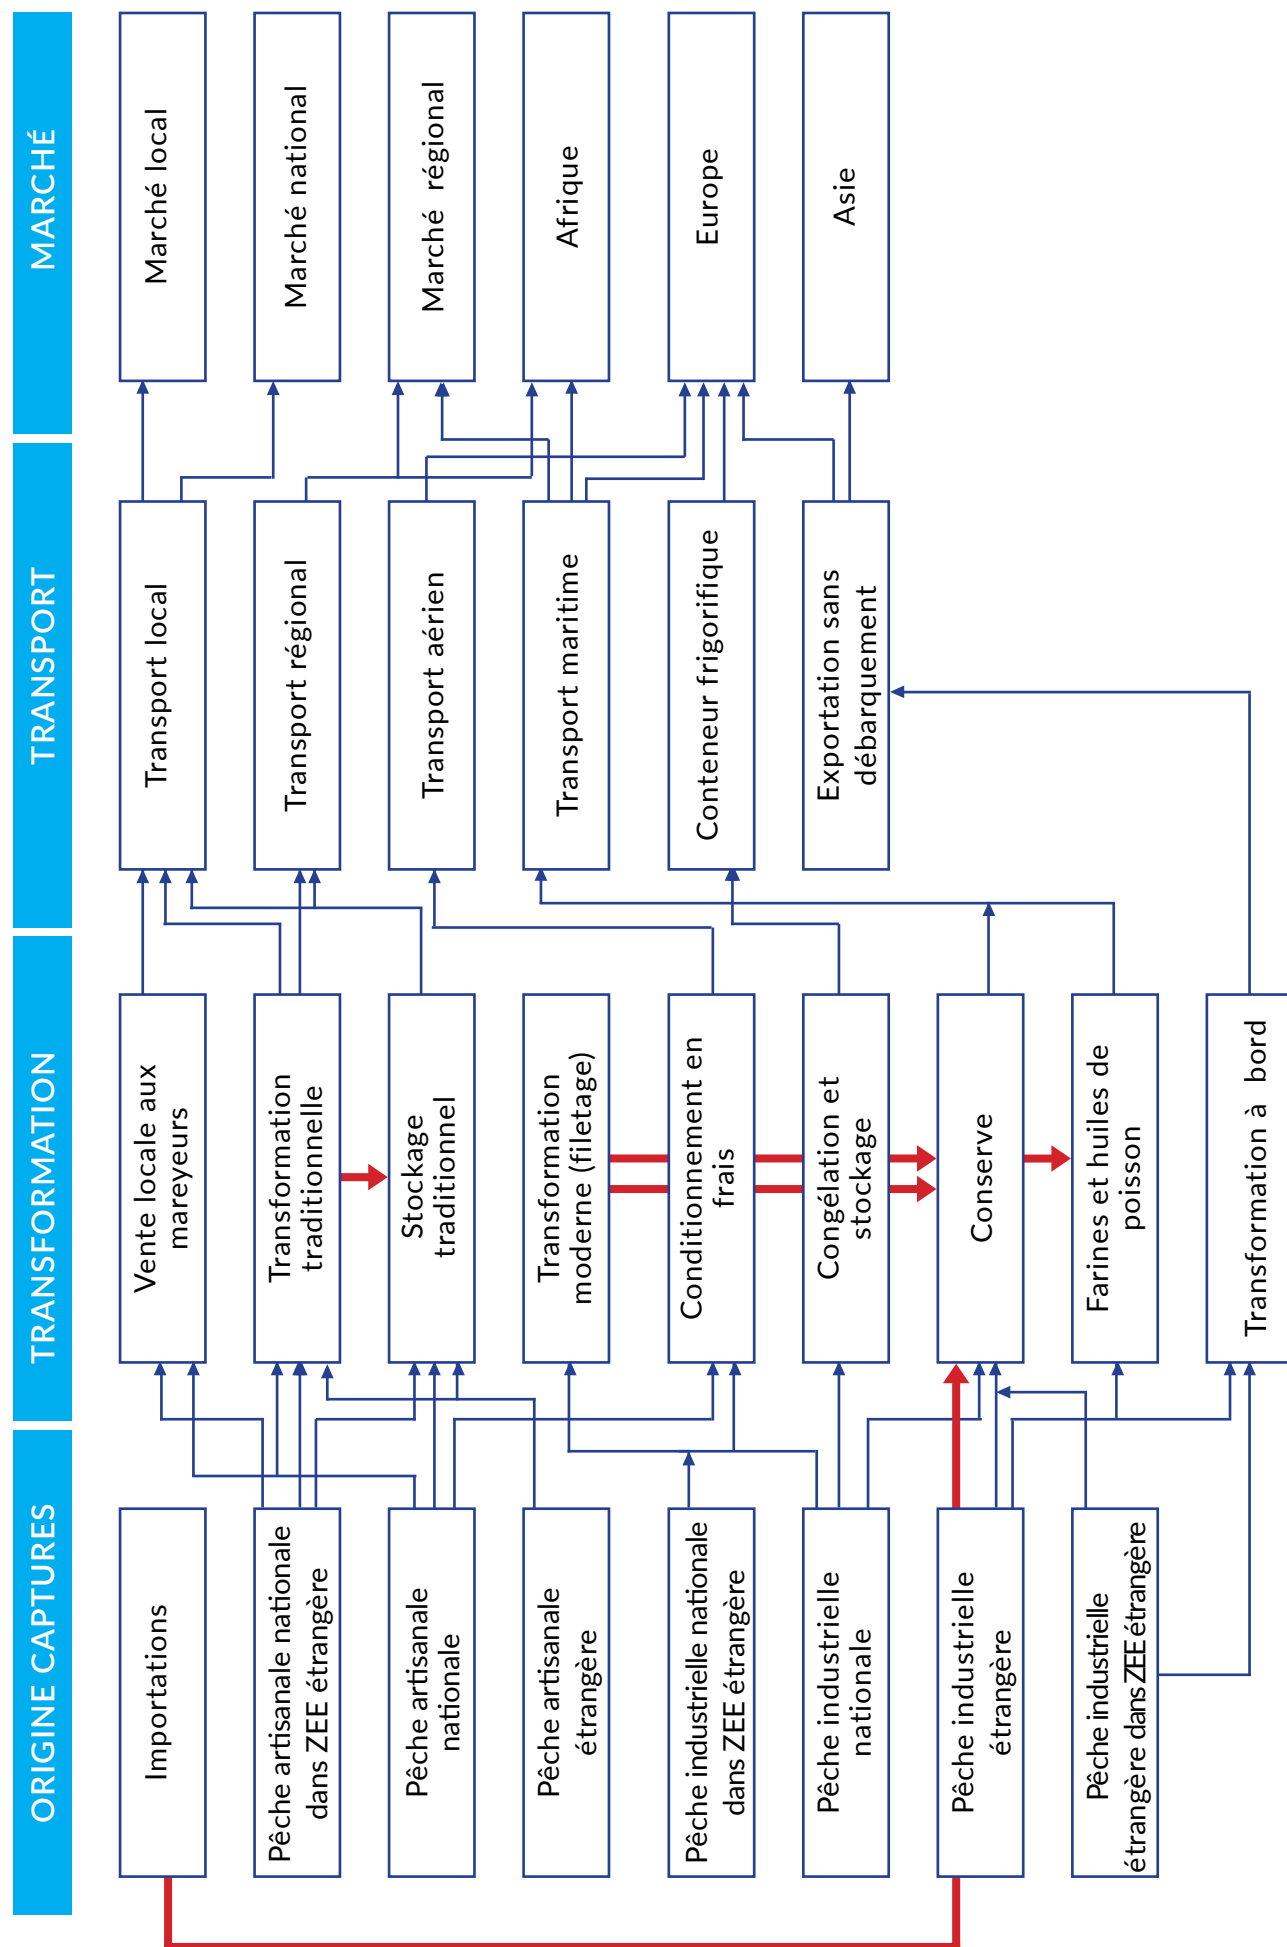 ORIGINE CAPTURES
Importations
Pêche artisanale nationale
dans ZEE étrangère
Pêche artisanale
nationale
Pêche artisanale
étrangère
Pêche industrielle nationale
dans ZEE étrangère
Pêche industrielle
nationale
Pêche industrielle
étrangère
Pêche industrielle
étrangère dans ZEE étrangère
TRANSFORMATION
Vente locale aux
mareyeurs
Transformation
traditionnelle
Stockage
traditionnel
Transformation
moderne (filetage)
Conditionnement en
frais
Congélation et
stockage
Conserve
Farines et huiles de
poisson
Transformation à bord
TRANSPORT
Transport local
Transport régional
Transport aérien
Transport maritime
Conteneur frigorifique
Exportation sans
débarquement
MARCHÉ
Marché local
Marché national
Marché régional
Afrique
Europe
Asie